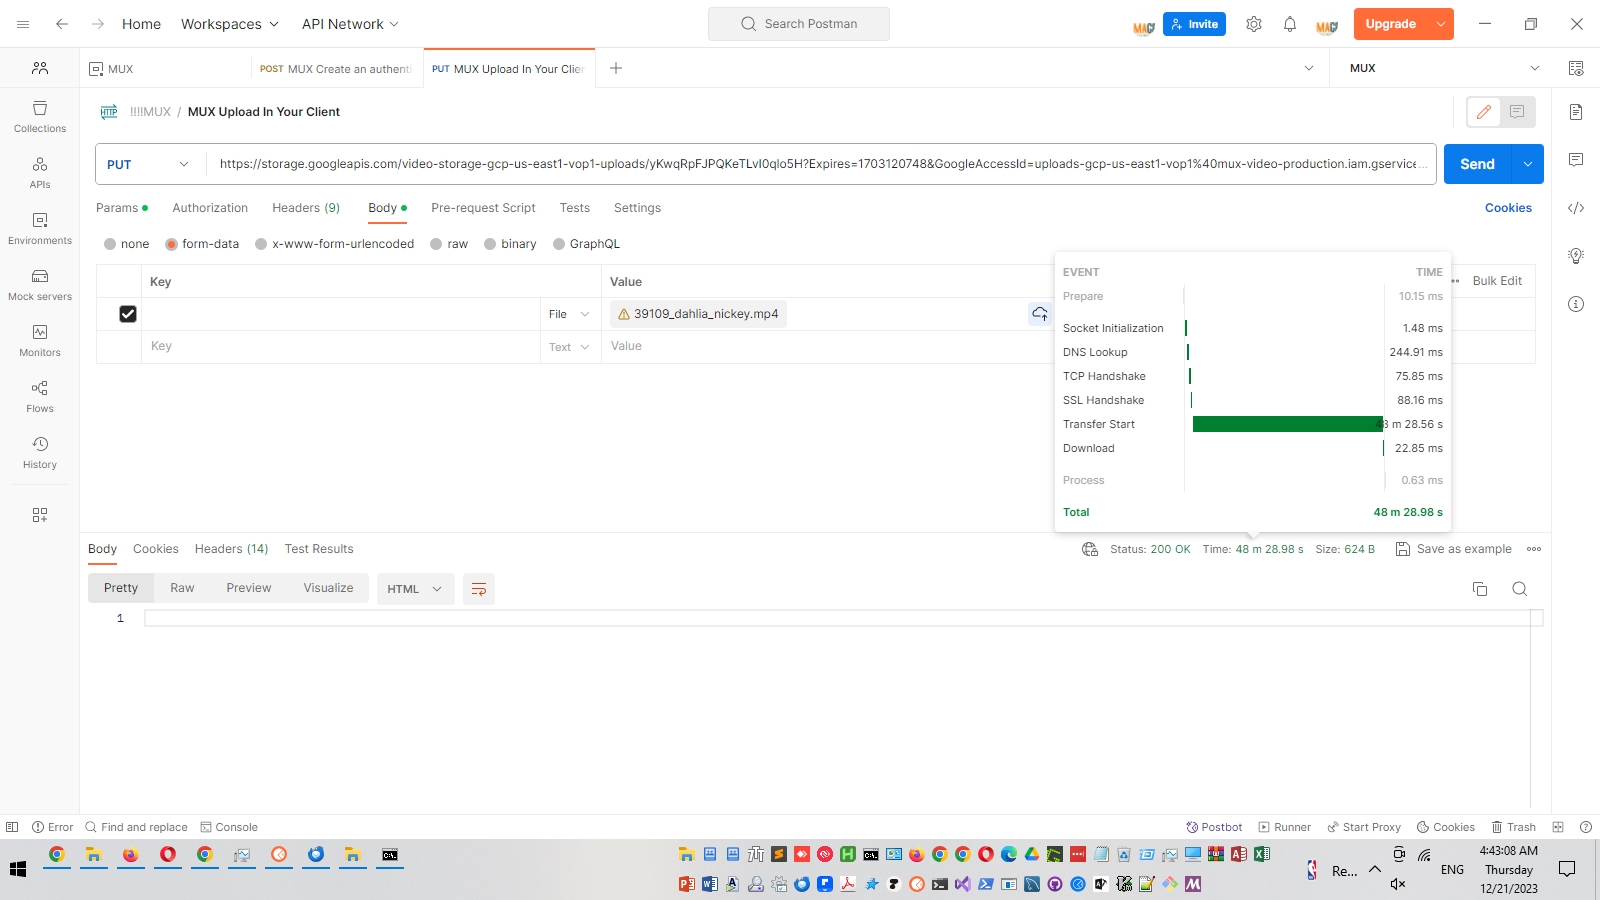 Home
Workspaces
API Network
Search Postman
Invite
Upgrade
MUX
POST MUX Create an authenti
PUT MUX Upload In Your Clien
MUX
Collections
APIs
Environments
Mock servers
Monitors
Flows
History
HTTP !!!!MUX / MUX Upload In Your Client
PUT
https://storage.googleapis.com/video-storage-gcp-us-east1-vop1-uploads/yKwqRpFJPQKeTLvI0qlo5H?Expires=1703120748&GoogleAccessId=uploads-gcp-us-east1-vop1%40mux-video-production.iam.gservice...
Send
Params
Authorization
Headers (9)
Body
Pre-request Script
Tests
Settings
Cookies
none
form-data
x-www-form-urlencoded
raw
binary
GraphQL
Key
Value
Bulk Edit
File
39109_dahlia_nickey.mp4
Key
Text
Value
EVENT TIME
Prepare 10.15 ms
Socket Initialization 1.48 ms
DNS Lookup 244.91 ms
TCP Handshake 75.85 ms
SSL Handshake 88.16 ms
Transfer Start 48 m 28.56 s
Download 22.85 ms
Process 0.63 ms
Total 48 m 28.98 s
Body
Cookies
Headers (14)
Test Results
Status: 200 OK
Time: 48 m 28.98 s
Size: 624 B
Save as example
Pretty
Raw
Preview
Visualize
HTML
1
Error
Find and replace
Console
Postbot
Runner
Start Proxy
Cookies
Trash
Re...
ENG
4:43:08 AM
Thursday
12/21/2023